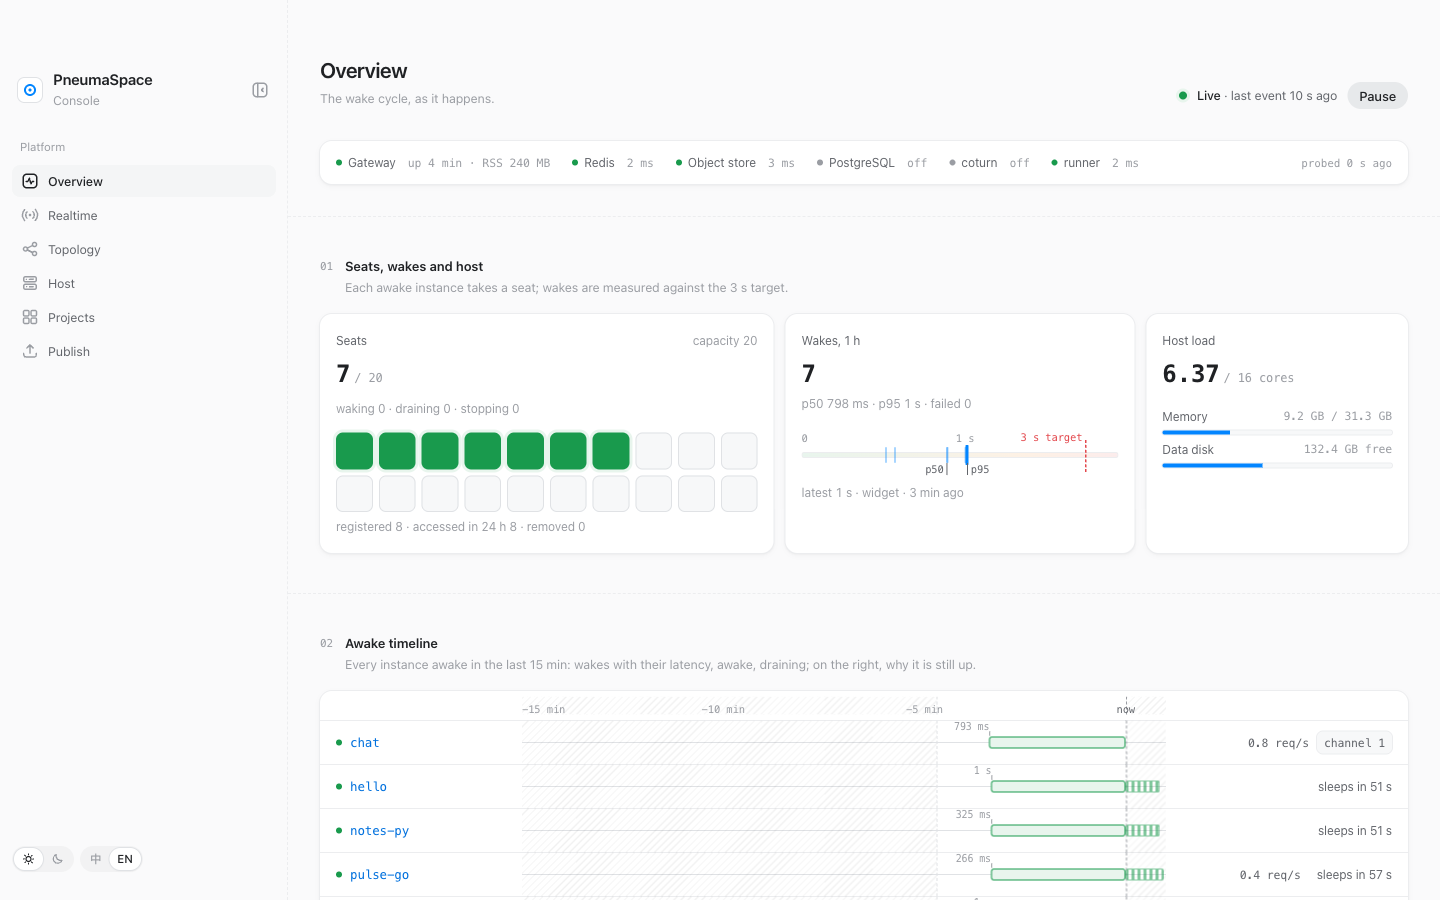 PneumaSpace
Console
Platform
Overview
Realtime
Topology
Host
Projects
Publish
中 EN
Overview
The wake cycle, as it happens.
Live · last event 10 s ago Pause
Gateway up 4 min · RSS 240 MB Redis 2 ms Object store 3 ms PostgreSQL off coturn off runner 2 ms probed 0 s ago
01 Seats, wakes and host
Each awake instance takes a seat; wakes are measured against the 3 s target.
Seats capacity 20
7 / 20
waking 0 · draining 0 · stopping 0
registered 8 · accessed in 24 h 8 · removed 0
Wakes, 1 h
7
p50 798 ms · p95 1 s · failed 0
0 1 s 3 s target
p50 p95
latest 1 s · widget · 3 min ago
Host load
6.37 / 16 cores
Memory 9.2 GB / 31.3 GB
Data disk 132.4 GB free
02 Awake timeline
Every instance awake in the last 15 min: wakes with their latency, awake, draining; on the right, why it is still up.
−15 min −10 min −5 min now
chat 793 ms 0.8 req/s channel 1
hello 1 s sleeps in 51 s
notes-py 325 ms sleeps in 51 s
pulse-go 266 ms 0.4 req/s sleeps in 57 s